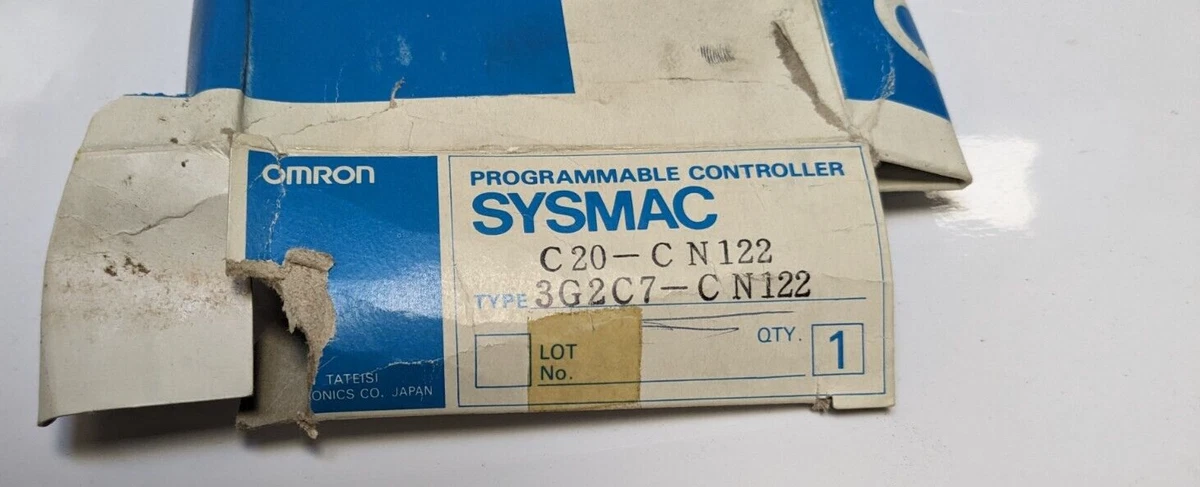 OMRON
PROGRAMMABLE CONTROLLER
SYSMAC
C20-CN122
TYPE 3G2C7-CN122
QTY. 1
LOT
No.
TATEISI
ONICS CO. JAPAN